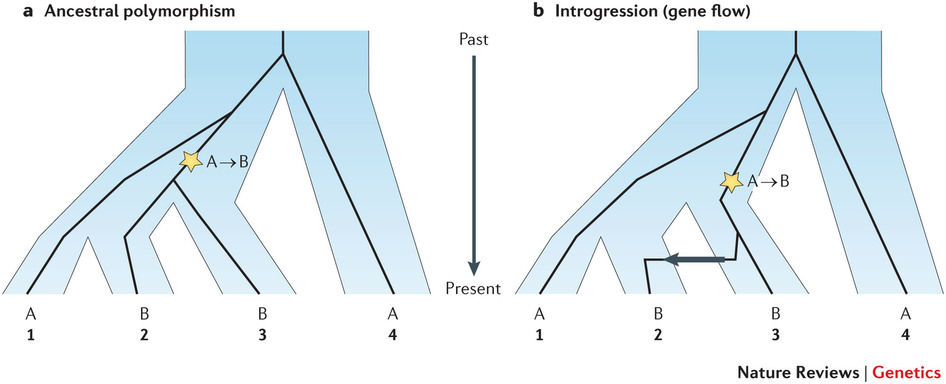 a Ancestral polymorphism
b Introgression (gene flow)
Past
A→B
A→B
Present
A B B A
1 2 3 4
A B B A
1 2 3 4
Nature Reviews | Genetics